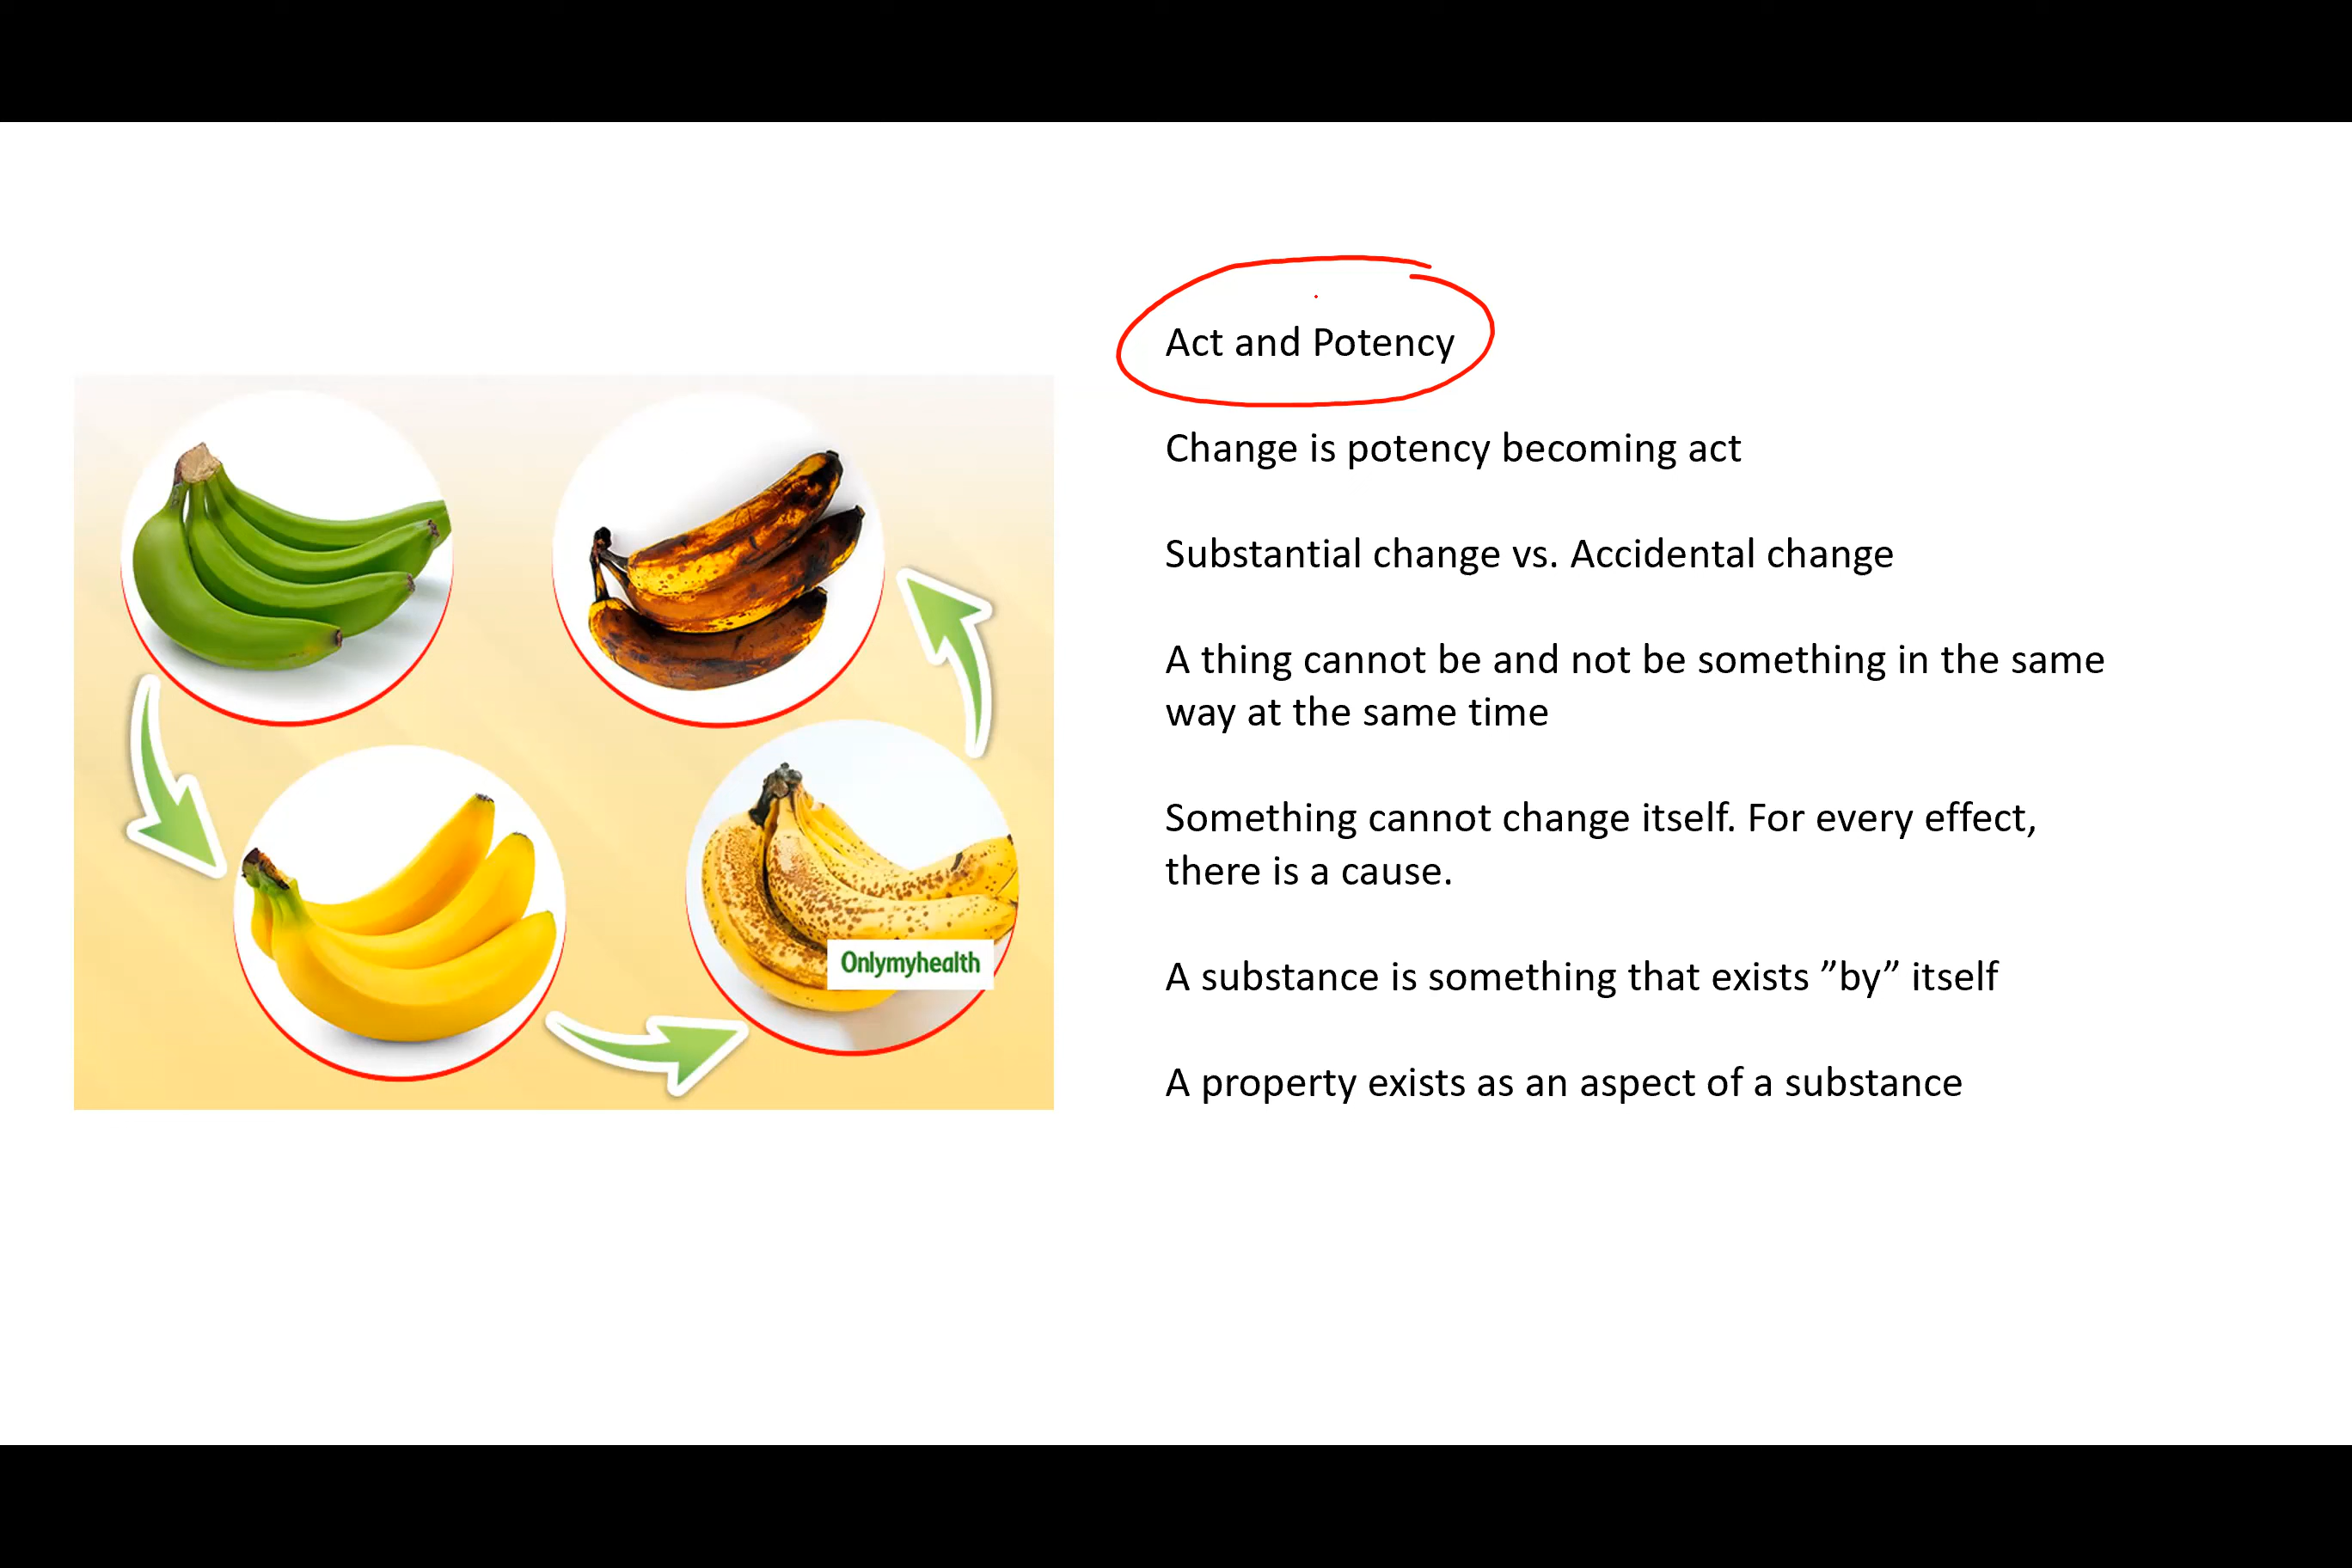 Act and Potency
Change is potency becoming act
Substantial change vs. Accidental change
A thing cannot be and not be something in the same
way at the same time
Something cannot change itself. For every effect,
there is a cause.
A substance is something that exists ”by” itself
A property exists as an aspect of a substance
Onlymyhealth